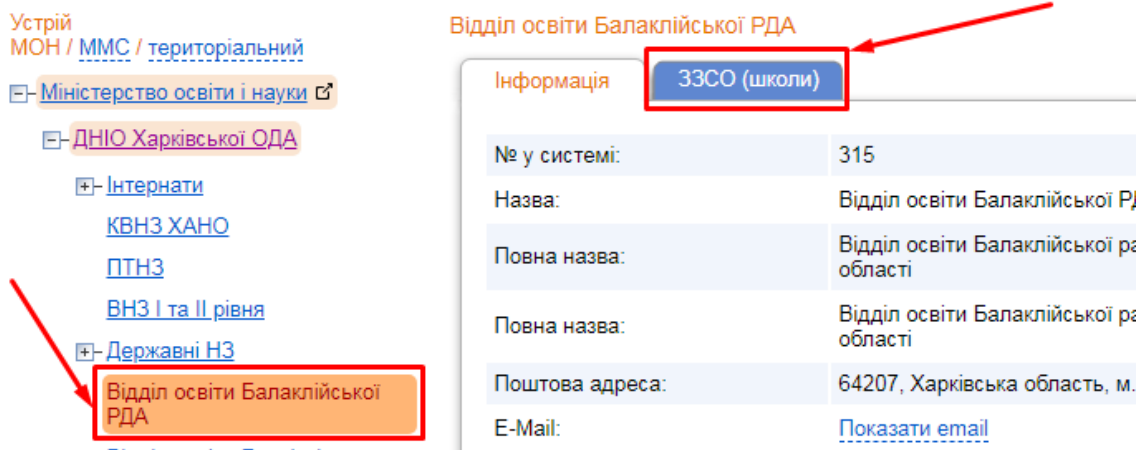 Устрій
МОН / ММС / територіальний
Міністерство освіти і науки
ДНІО Харківської ОДА
Інтернати
КВНЗ ХАНО
ПТНЗ
ВНЗ І та ІІ рівня
Державні НЗ
Відділ освіти Балаклійської
РДА
Відділ освіти Балаклійської РДА
Інформація
ЗЗСО (школи)
№ у системі: 315
Назва: Відділ освіти Балаклійської
Повна назва: Відділ освіти Балаклійської
області
Повна назва: Відділ освіти Балаклійської
області
Поштова адреса: 64207, Харківська область, м.
E-Mail: Показати email